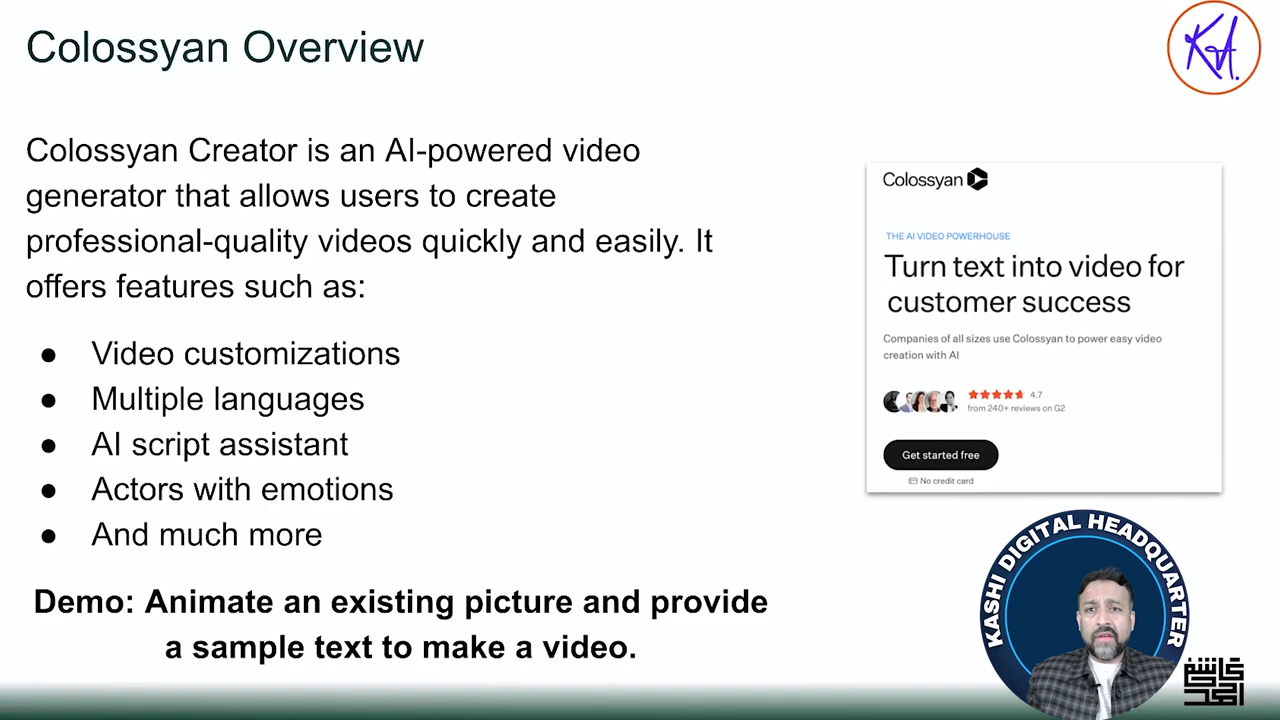 Colossyan Overview
KA.
Colossyan Creator is an AI-powered video
generator that allows users to create
professional-quality videos quickly and easily. It
offers features such as:
● Video customizations
● Multiple languages
● AI script assistant
● Actors with emotions
● And much more
Demo: Animate an existing picture and provide
a sample text to make a video.
Colossyan
THE AI VIDEO POWERHOUSE
Turn text into video for
customer success
Companies of all sizes use Colossyan to power easy video
creation with AI
4.7
from 240+ reviews on G2
Get started free
No credit card
KASHI DIGITAL HEADQUARTER